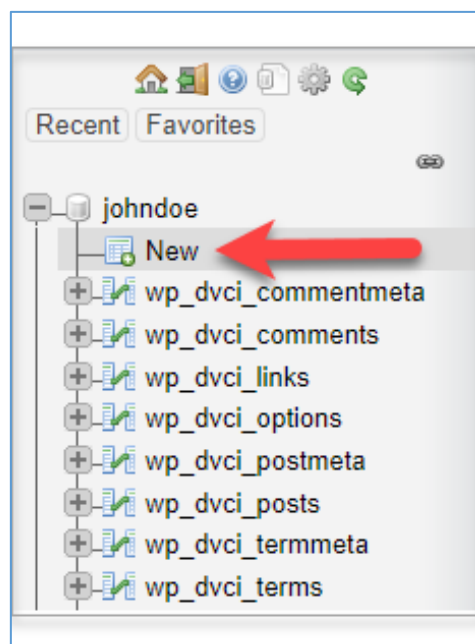 Recent Favorites
johndoe
New
wp_dvci_commentmeta
wp_dvci_comments
wp_dvci_links
wp_dvci_options
wp_dvci_postmeta
wp_dvci_posts
wp_dvci_termmeta
wp_dvci_terms